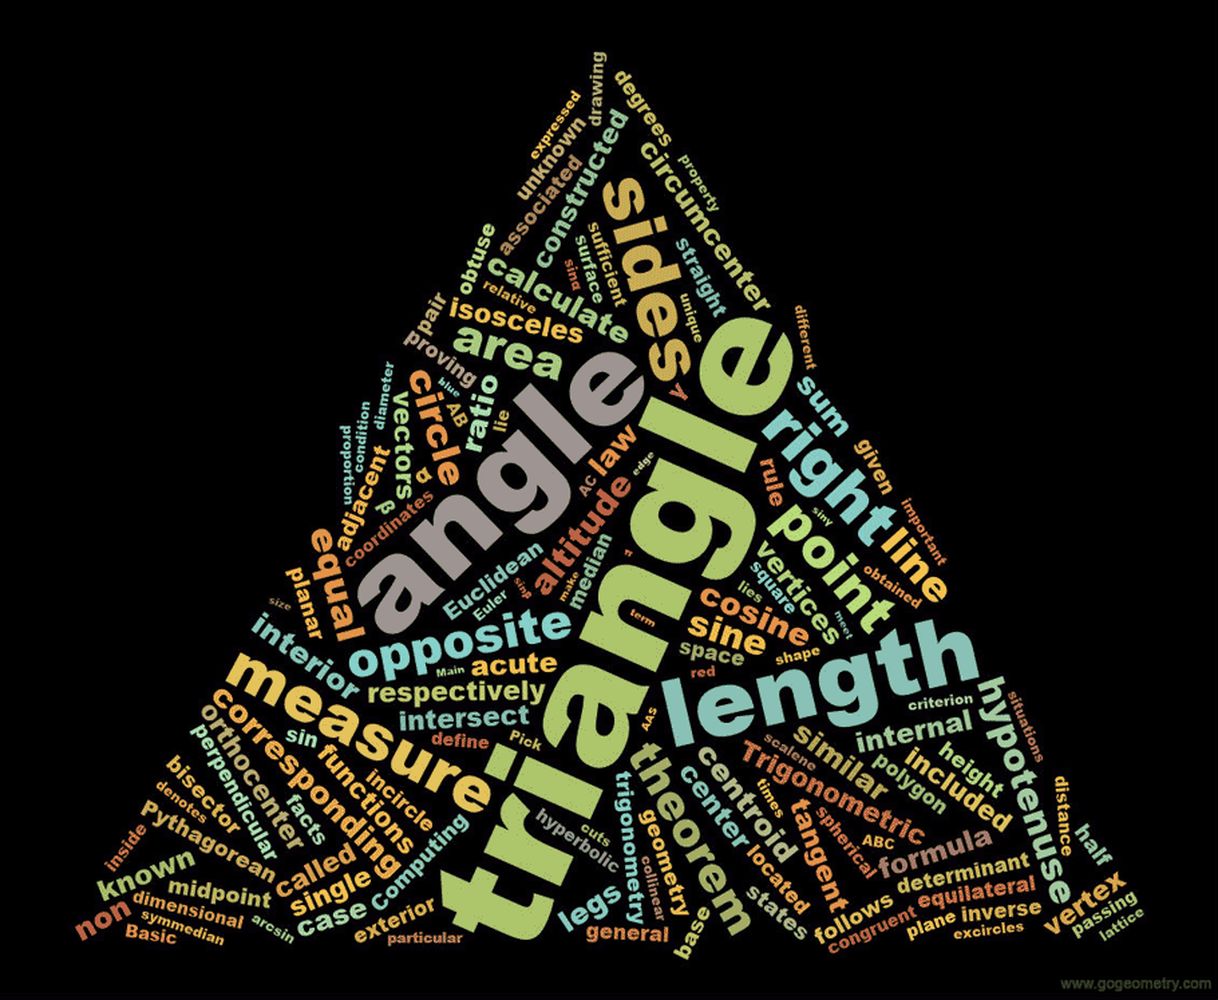 drawing
degrees
expressed
unknown
constructed
associated
circumcenter
property
sides
obtuse
sufficient
surface
sinα
straight
calculate
relative
unique
pair
isosceles
area
proving
different
triangle
angle
γ
diameter
blue
circle
AB
ratio
lie
vectors
sum
condition
proportion
adjacent
α
β
coordinates
law
AC
edge
right
given
rule
altitude
important
line
siny
point
equal
planar
size
Euclidean
Euler
sinβ
make
median
vertices
square
lies
obtained
meet
interior
opposite
term
cosine
sine
space
shape
red
Main
acute
measure
respectively
length
intersect
AAS
criterion
internal
hypotenuse
situations
corresponding
orthocenter
perpendicular
sin
define
Pick
functions
incircle
theorem
centroid
center
scalene
Trigonometric
similar
polygon
included
height
bisector
denotes
facts
Pythagorean
inside
computing
hyperbolic
cuts
trigonometry
geometry
collinear
times
tangent
spherical
ABC
formula
distance
half
known
midpoint
called
single
case
located
states
determinant
equilateral
non
dimensional
symmedian
Basic
arcsin
exterior
particular
legs
general
base
follows
congruent
plane
inverse
excircles
vertex
passing
lattice
www.gogeometry.com